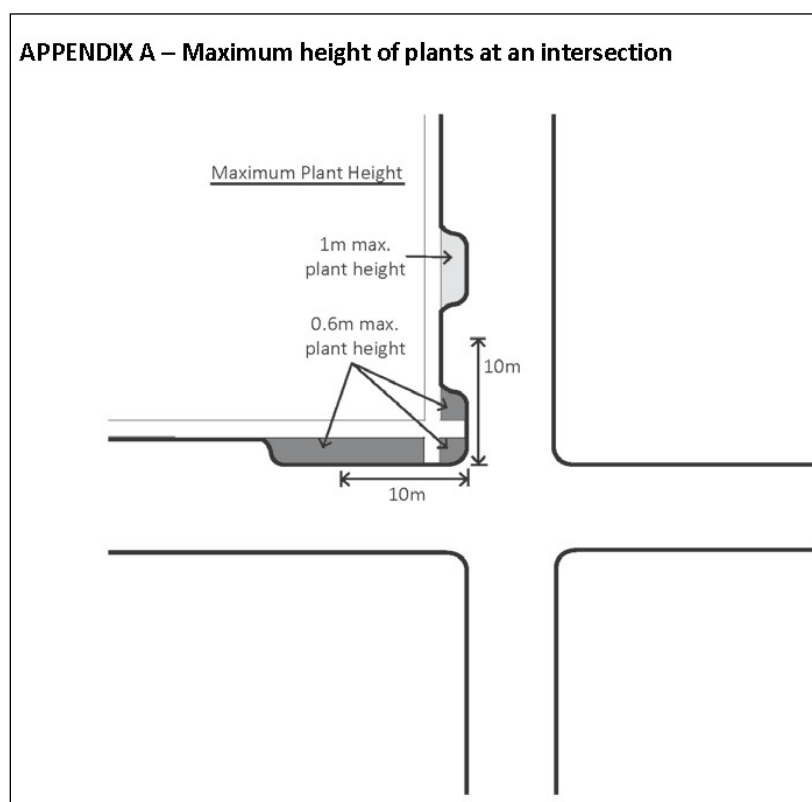 APPENDIX A – Maximum height of plants at an intersection
Maximum Plant Height
1m max.
plant height
0.6m max.
plant height
10m
10m